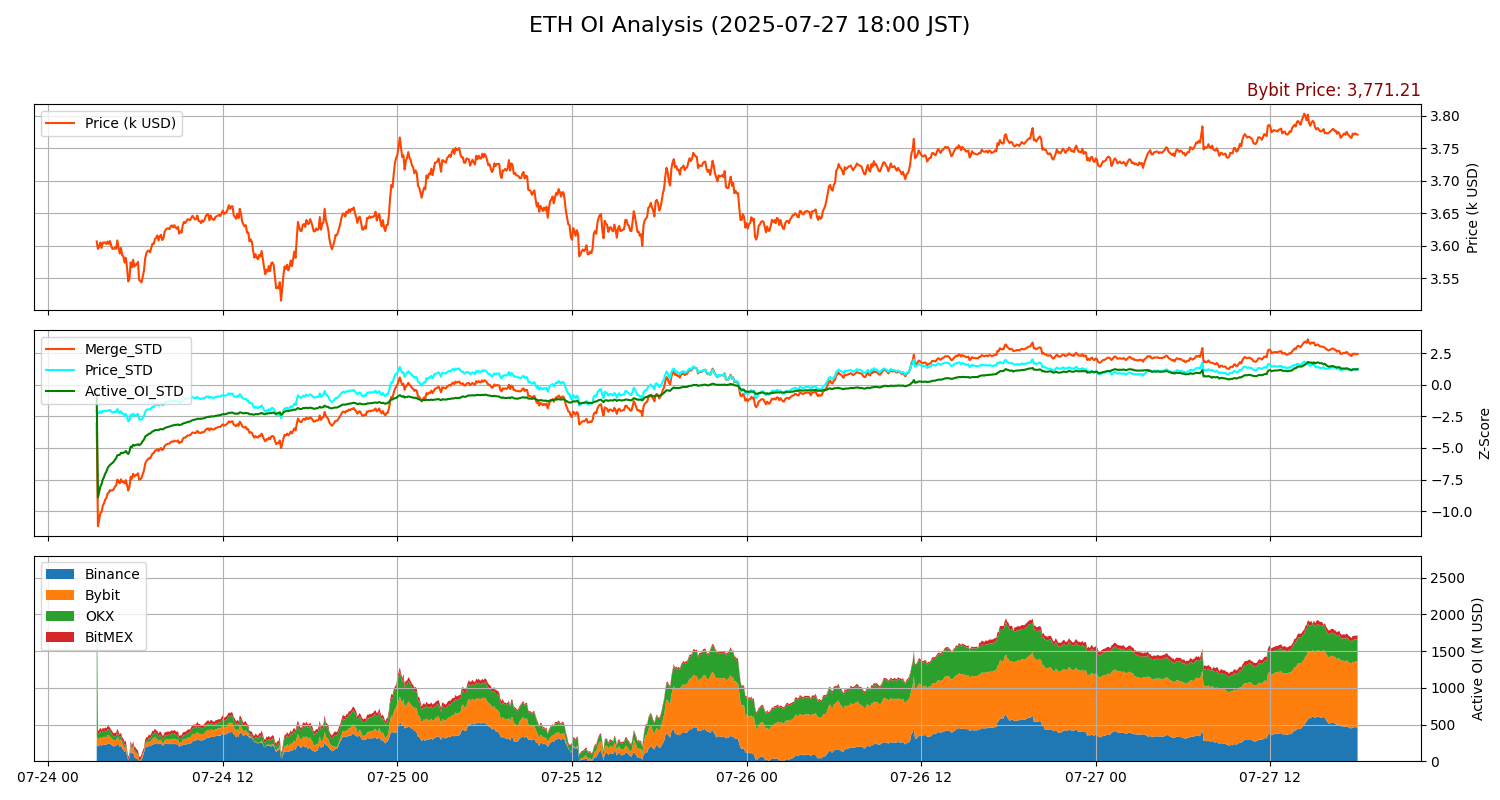 ETH OI Analysis (2025-07-27 18:00 JST)
Bybit Price: 3,771.21
Price (k USD)
3.80
3.75
3.70
3.65
3.60
3.55
Price (k USD)
Merge_STD
Price_STD
Active_OI_STD
2.5
0.0
−2.5
−5.0
−7.5
−10.0
Z-Score
Binance
Bybit
OKX
BitMEX
2500
2000
1500
1000
500
0
Active OI (M USD)
07-24 00
07-24 12
07-25 00
07-25 12
07-26 00
07-26 12
07-27 00
07-27 12